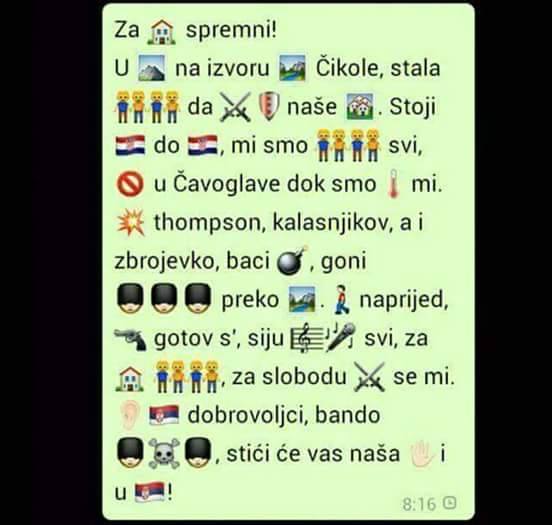 Za 🏠 spremni!
U 🗻 na izvoru 🏞 Čikole, stala
👬👬 da ⚔🛡 naše 🏘. Stoji
🇭🇷 do 🇭🇷, mi smo 👬👬 svi,
🚫 u Čavoglave dok smo 🌡 mi.
💥 thompson, kalasnjikov, a i
zbrojevko, baci 💣, goni
💂💂💂 preko 🏞. 🚶 naprijed,
🔫 gotov s', siju 🎼🎤 svi, za
🏠 👬👬, za slobodu ⚔ se mi.
👂🇷🇸 dobrovoljci, bando
💂☠💂, stići će vas naša ✋ i
u 🇷🇸!
8:16